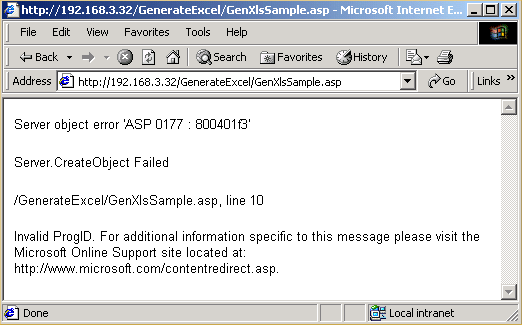 http://192.168.3.32/GenerateExcel/GenXlsSample.asp - Microsoft Internet E...
File Edit View Favorites Tools Help
Back Search Favorites History
Address http://192.168.3.32/GenerateExcel/GenXlsSample.asp Go Links »
Server object error 'ASP 0177 : 800401f3'
Server.CreateObject Failed
/GenerateExcel/GenXlsSample.asp, line 10
Invalid ProgID. For additional information specific to this message please visit the
Microsoft Online Support site located at:
http://www.microsoft.com/contentredirect.asp.
Done Local intranet